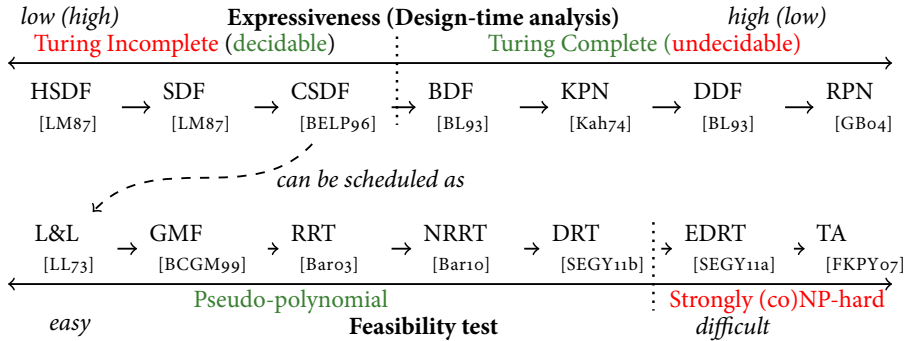 low (high) Expressiveness (Design-time analysis) high (low)
Turing Incomplete (decidable) Turing Complete (undecidable)
HSDF SDF CSDF BDF KPN DDF RPN
[LM87] [LM87] [BELP96] [BL93] [Kah74] [BL93] [GB04]
can be scheduled as
L&L GMF RRT NRRT DRT EDRT TA
[LL73] [BCGM99] [Bar03] [Bar10] [SEGY11b] [SEGY11a] [FKPY07]
Pseudo-polynomial Strongly (co)NP-hard
easy Feasibility test difficult